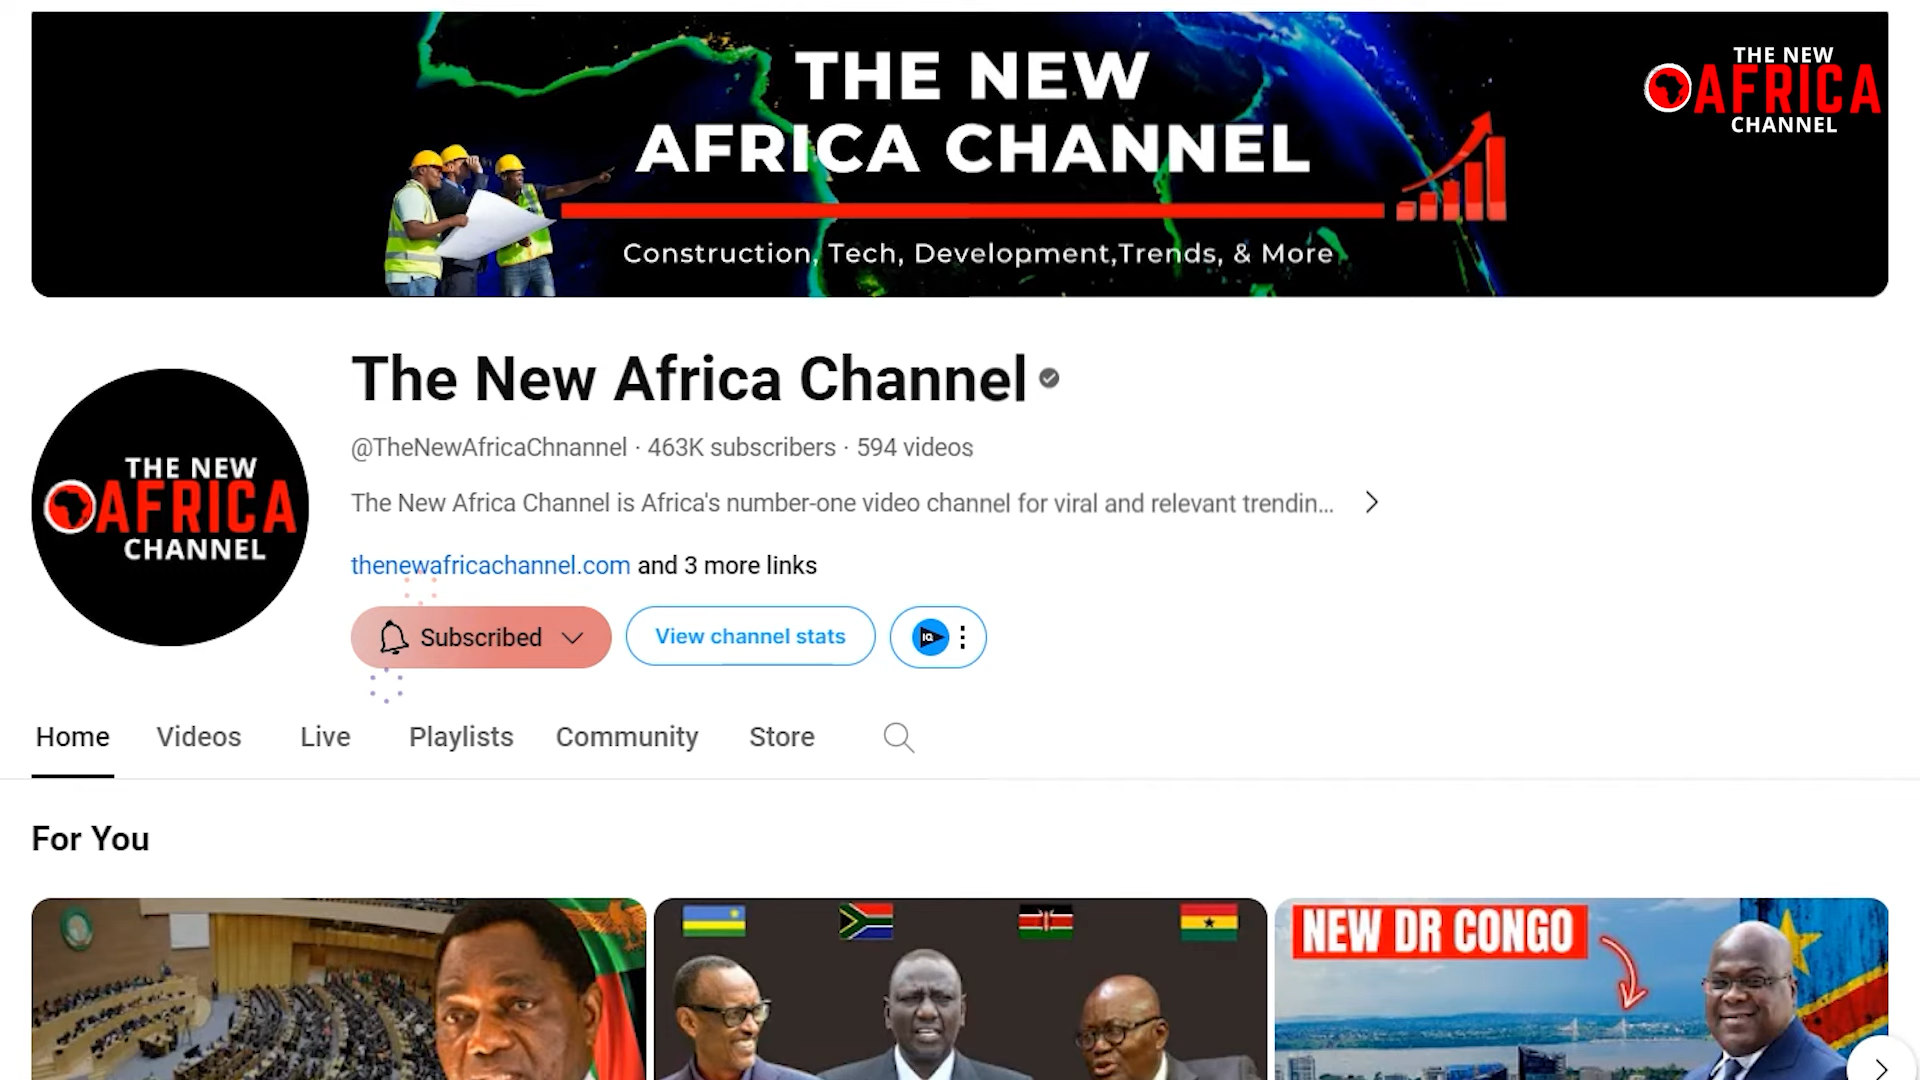 THE NEW
AFRICA CHANNEL
Construction, Tech, Development,Trends, & More
THE NEW
AFRICA
CHANNEL
The New Africa Channel
@TheNewAfricaChnannel · 463K subscribers · 594 videos
The New Africa Channel is Africa's number-one video channel for viral and relevant trendin...
thenewafricachannel.com and 3 more links
THE NEW
AFRICA
CHANNEL
Subscribed
View channel stats
IQ
Home Videos Live Playlists Community Store
For You
NEW DR CONGO